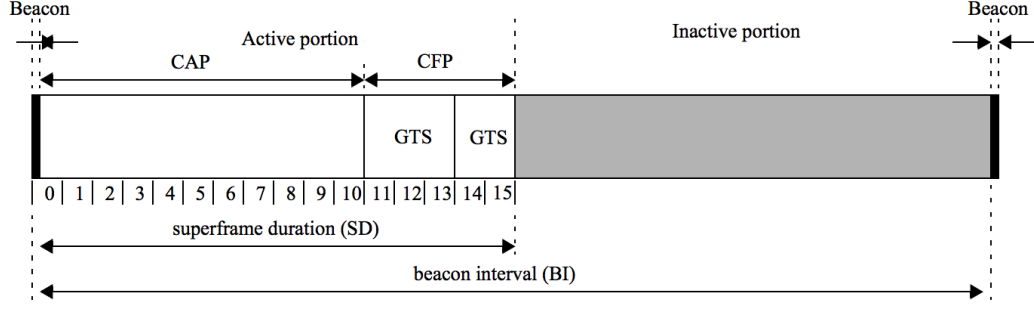 Beacon
Beacon
Active portion
Inactive portion
CAP
CFP
GTS
GTS
0 1 2 3 4 5 6 7 8 9 10 11 12 13 14 15
superframe duration (SD)
beacon interval (BI)